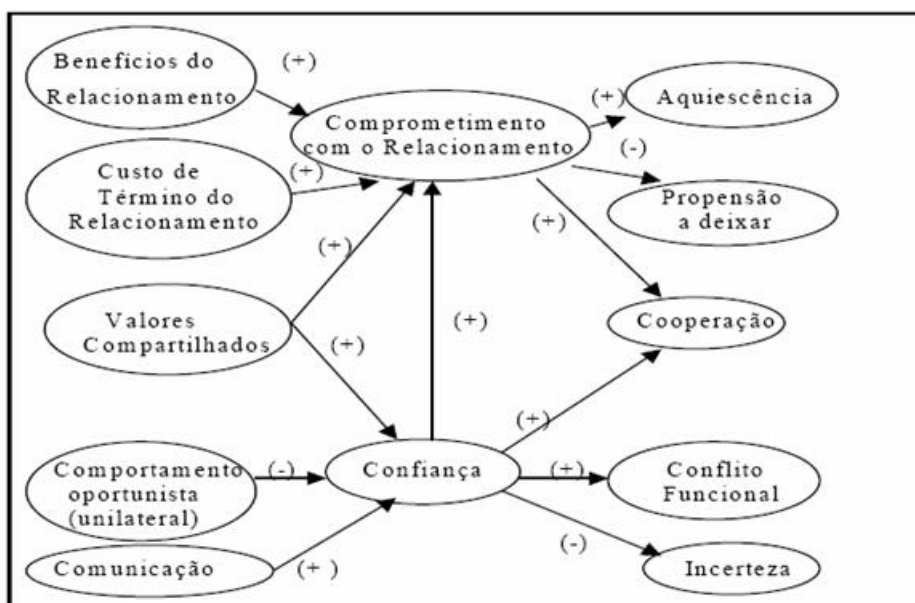 Benefícios do
Relacionamento
(+)
Comprometimento
com o Relacionamento
(+)
Aquiescência
Custo de
Término do
Relacionamento
(+)
(-)
Propensão
a deixar
(+)
(+)
Valores
Compartilhados
(+)
(+)
Cooperação
(+)
Comportamento
oportunista
(unilateral)
(-)
Confiança
(+)
Conflito
Funcional
Comunicação
(+ )
(-)
Incerteza